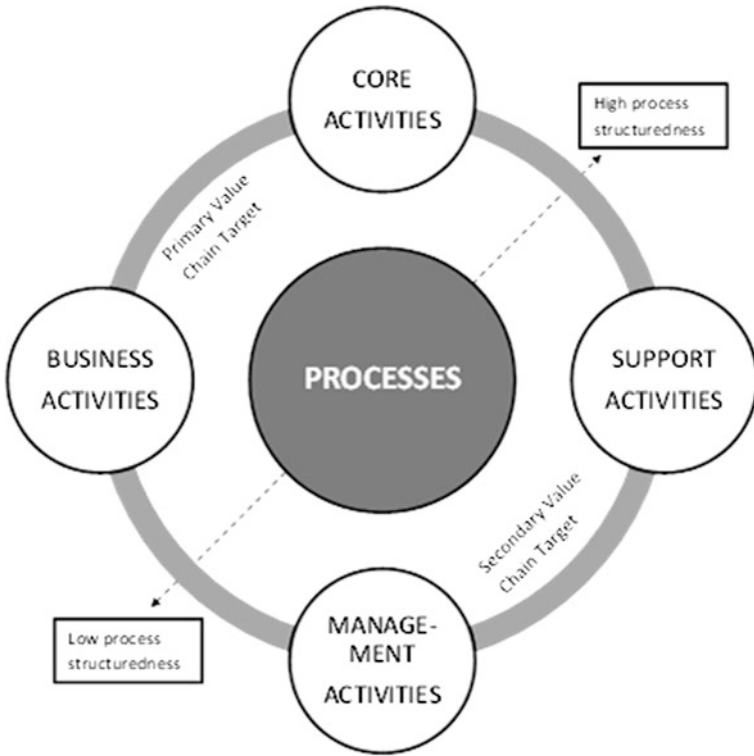 CORE
ACTIVITIES
High process
structuredness
Primary Value
Chain Target
BUSINESS
ACTIVITIES
PROCESSES
SUPPORT
ACTIVITIES
Secondary Value
Chain Target
Low process
structuredness
MANAGE-
MENT
ACTIVITIES